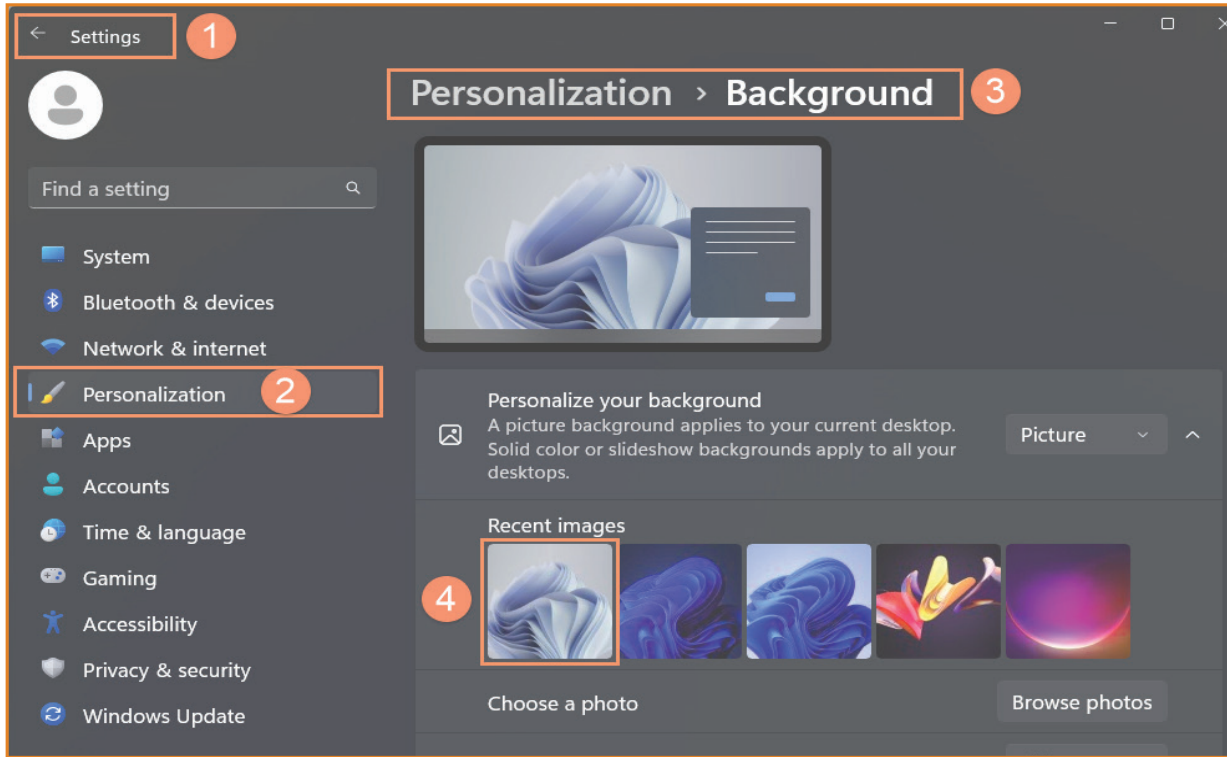 Settings
1
Personalization > Background
3
Find a setting
System
Bluetooth & devices
Network & internet
Personalization
2
Apps
Accounts
Time & language
Gaming
Accessibility
Privacy & security
Windows Update
Personalize your background
A picture background applies to your current desktop.
Solid color or slideshow backgrounds apply to all your
desktops.
Picture
Recent images
4
Choose a photo
Browse photos